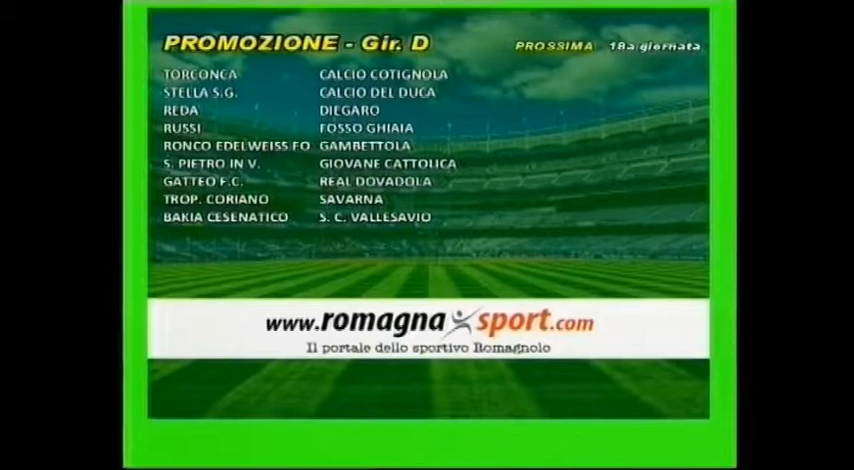 PROMOZIONE - Gir. D
PROSSIMA 18a giornata
TORCONCA CALCIO COTIGNOLA
STELLA S.G. CALCIO DEL DUCA
REDA DIEGARO
RUSSI FOSSO GHIAIA
RONCO EDELWEISS FO GAMBETTOLA
S. PIETRO IN V. GIOVANE CATTOLICA
GATTEO F.C. REAL DOVADOLA
TROP. CORIANO SAVARNA
BAKIA CESENATICO S. C. VALLESAVIO
www.romagnasport.com
Il portale dello sportivo Romagnolo